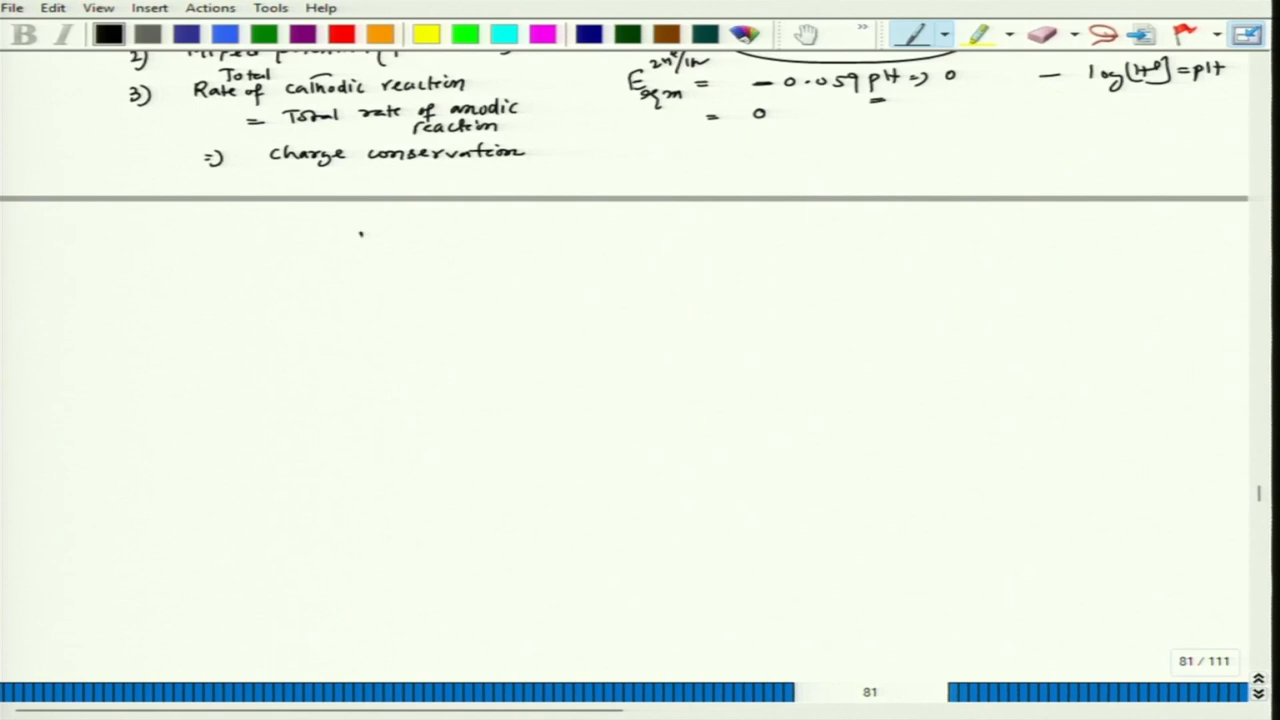 File Edit View Insert Actions Tools Help
B I
2)
Total
3) Rate of cathodic reaction
= Total rate of anodic
reaction
=) Charge conservation
E = - 0.059 pH => 0
= 0
- log[H⊕] = pH
81 / 111
81